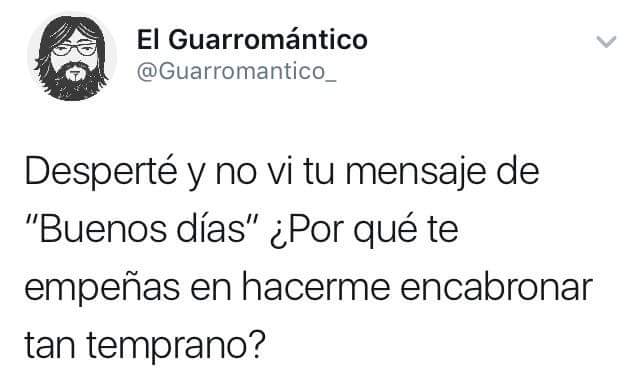 El Guarromántico
@Guarromantico_
Desperté y no vi tu mensaje de
"Buenos días" ¿Por qué te
empeñas en hacerme encabronar
tan temprano?